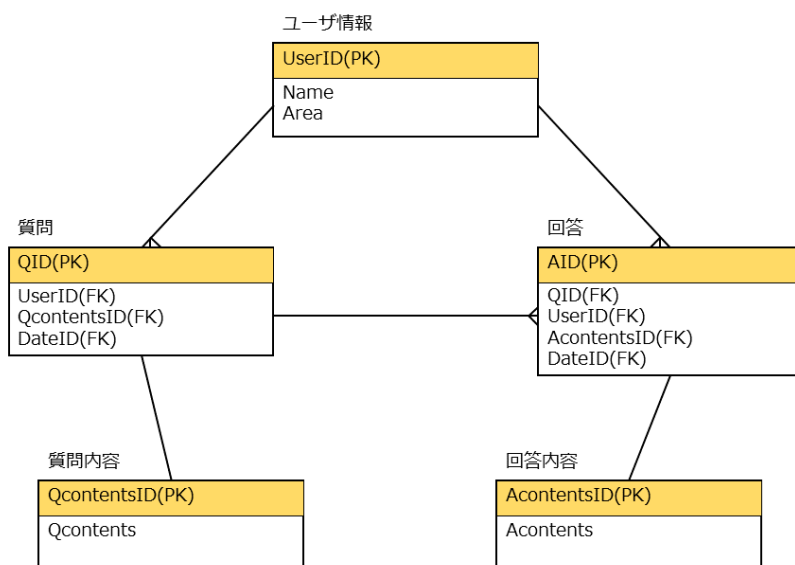 ユーザ情報
UserID(PK)
Name
Area
質問
QID(PK)
UserID(FK)
QcontentsID(FK)
DateID(FK)
回答
AID(PK)
QID(FK)
UserID(FK)
AcontentsID(FK)
DateID(FK)
質問内容
QcontentsID(PK)
Qcontents
回答内容
AcontentsID(PK)
Acontents